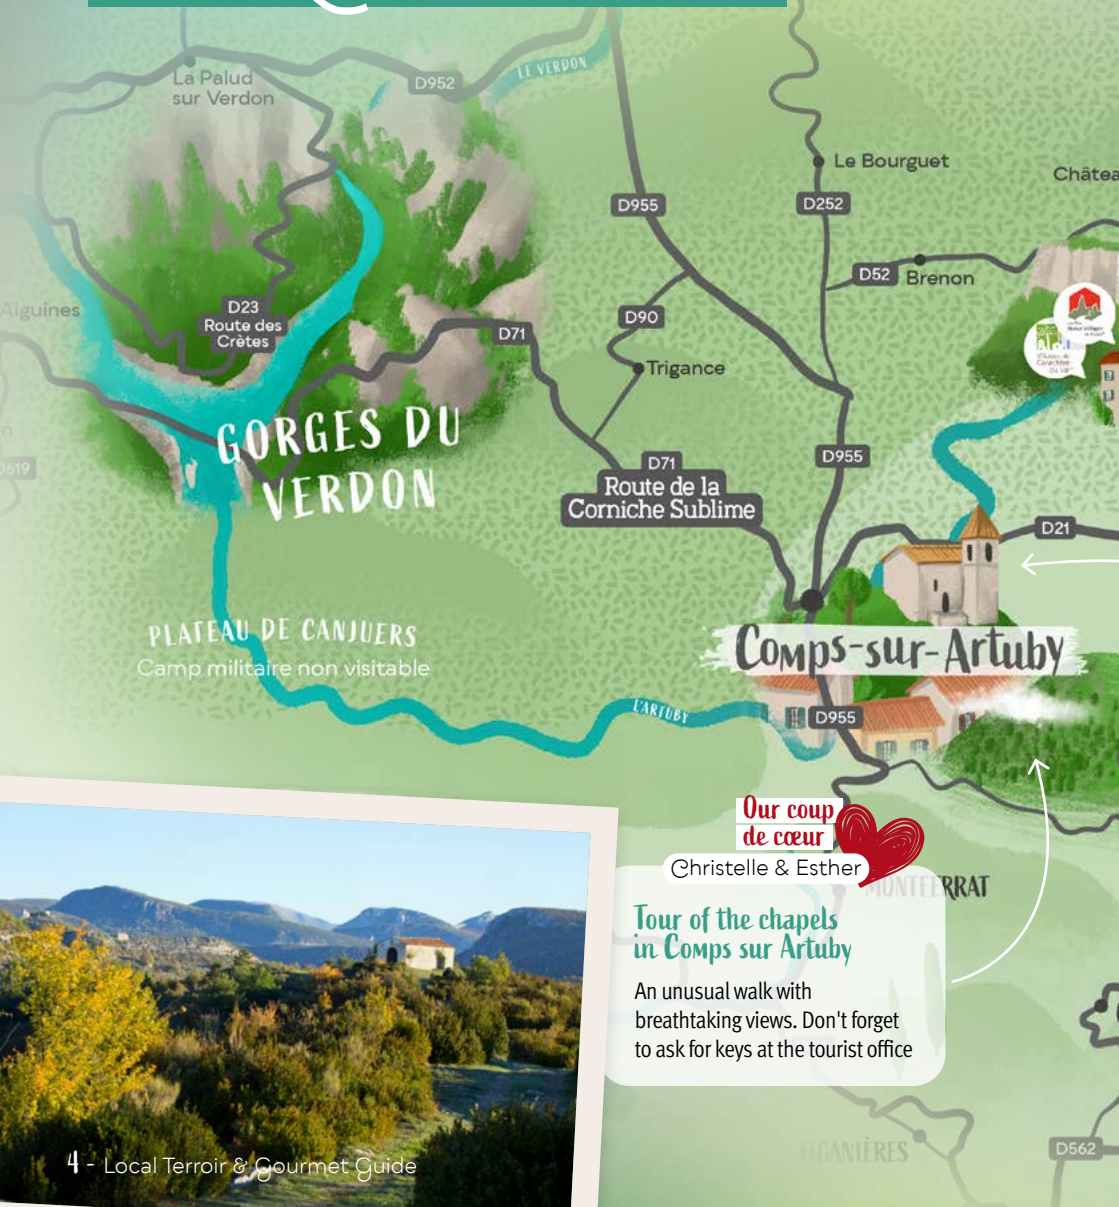 La Palud
sur Verdon
D952
LE VERDON
Le Bourguet
Châtea
D955
D252
D52
Brenon
Aiguines
D23
Route des
Crètes
D71
D90
Trigance
GORGES DU
VERDON
D619
D955
D71
Route de la
Corniche Sublime
D21
PLATEAU DE CANJUERS
Camp militaire non visitable
Comps-sur-Artuby
L'ARTUBY
D955
Our coup
de cœur
Christelle & Esther
MONTFERRAT
Tour of the chapels
in Comps sur Artuby
An unusual walk with
breathtaking views. Don't forget
to ask for keys at the tourist office
D562
4 - Local Terroir & Gourmet Guide